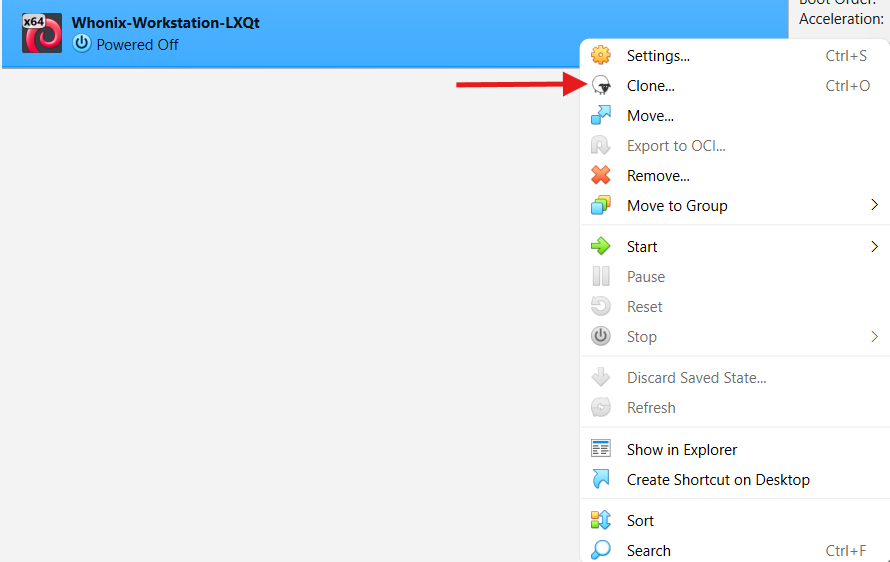 x64
Whonix-Workstation-LXQt
Powered Off
Boot Order:
Acceleration:
Settings... Ctrl+S
Clone... Ctrl+O
Move...
Export to OCI...
Remove...
Move to Group
Start
Pause
Reset
Stop
Discard Saved State...
Refresh
Show in Explorer
Create Shortcut on Desktop
Sort
Search Ctrl+F